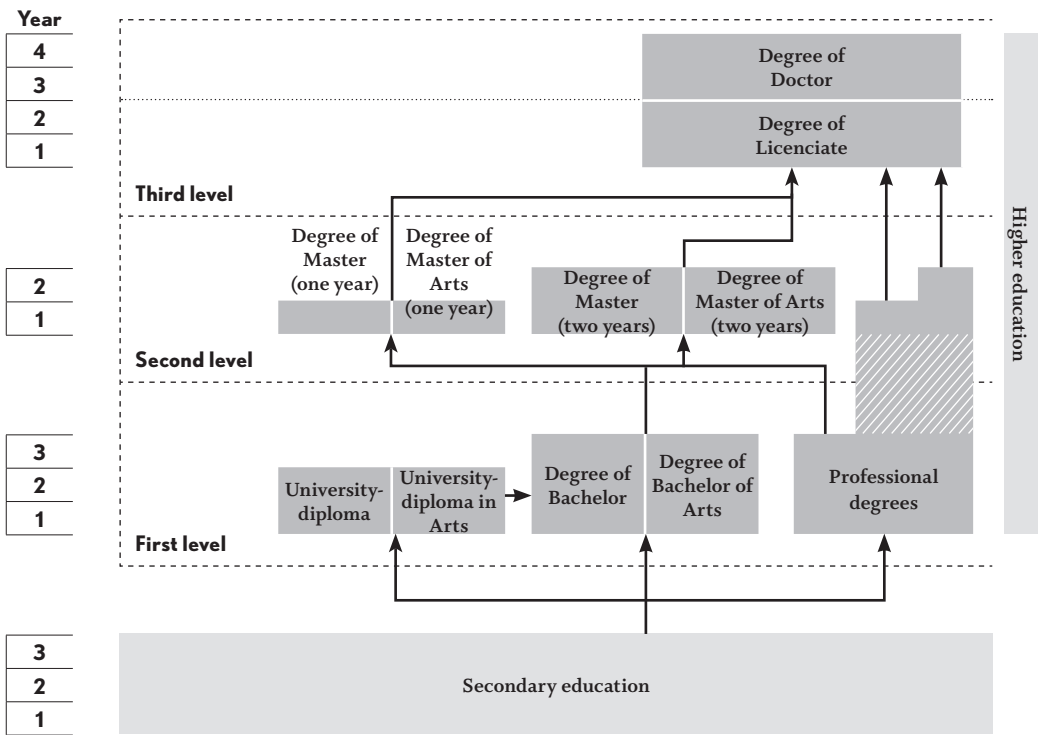 Year
4
3
2
1
Degree of
Doctor
Degree of
Licenciate
Third level
Degree of
Master
(one year)
Degree of
Master of
Arts
(one year)
2
1
Degree of
Master
(two years)
Degree of
Master of Arts
(two years)
Second level
3
2
1
University-
diploma
University-
diploma in
Arts
Degree of
Bachelor
Degree of
Bachelor of
Arts
Professional
degrees
First level
Higher education
3
2
1
Secondary education